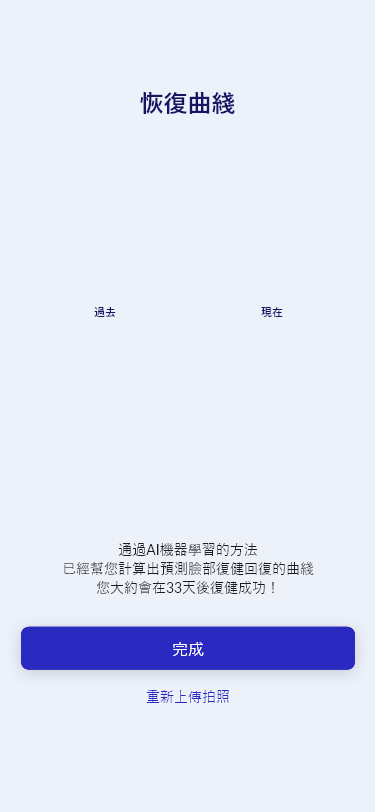 恢復曲綫
過去 現在
通過AI機器學習的方法
已經幫您計算出預測臉部復健回復的曲綫
您大約會在33天後復健成功！
完成
重新上傳拍照